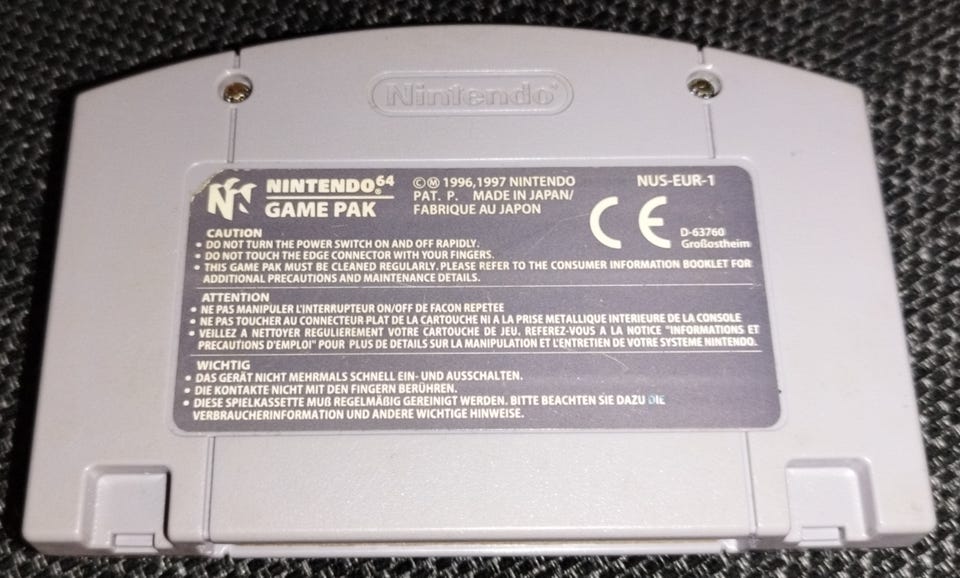 Nintendo®
NINTENDO 64®
GAME PAK
©Ⓜ 1996,1997 NINTENDO
PAT. P. MADE IN JAPAN/
FABRIQUE AU JAPON
NUS-EUR-1
CE
D-63760
Großostheim
CAUTION
• DO NOT TURN THE POWER SWITCH ON AND OFF RAPIDLY.
• DO NOT TOUCH THE EDGE CONNECTOR WITH YOUR FINGERS.
• THIS GAME PAK MUST BE CLEANED REGULARLY. PLEASE REFER TO THE CONSUMER INFORMATION BOOKLET FOR
ADDITIONAL PRECAUTIONS AND MAINTENANCE DETAILS.
ATTENTION
• NE PAS MANIPULER L'INTERRUPTEUR ON/OFF DE FACON REPETEE
• NE PAS TOUCHER AU CONNECTEUR PLAT DE LA CARTOUCHE NI A LA PRISE METALLIQUE INTERIEURE DE LA CONSOLE
• VEILLEZ A NETTOYER REGULIEREMENT VOTRE CARTOUCHE DE JEU. REFEREZ-VOUS A LA NOTICE "INFORMATIONS ET
PRECAUTIONS D'EMPLOI" POUR PLUS DE DETAILS SUR LA MANIPULATION ET L'ENTRETIEN DE VOTRE SYSTEME NINTENDO.
WICHTIG
• DAS GERÄT NICHT MEHRMALS SCHNELL EIN- UND AUSSCHALTEN.
• DIE KONTAKTE NICHT MIT DEN FINGERN BERÜHREN.
• DIESE SPIELKASSETTE MUß REGELMÄßIG GEREINIGT WERDEN. BITTE BEACHTEN SIE DAZU DIE
VERBRAUCHERINFORMATION UND ANDERE WICHTIGE HINWEISE.